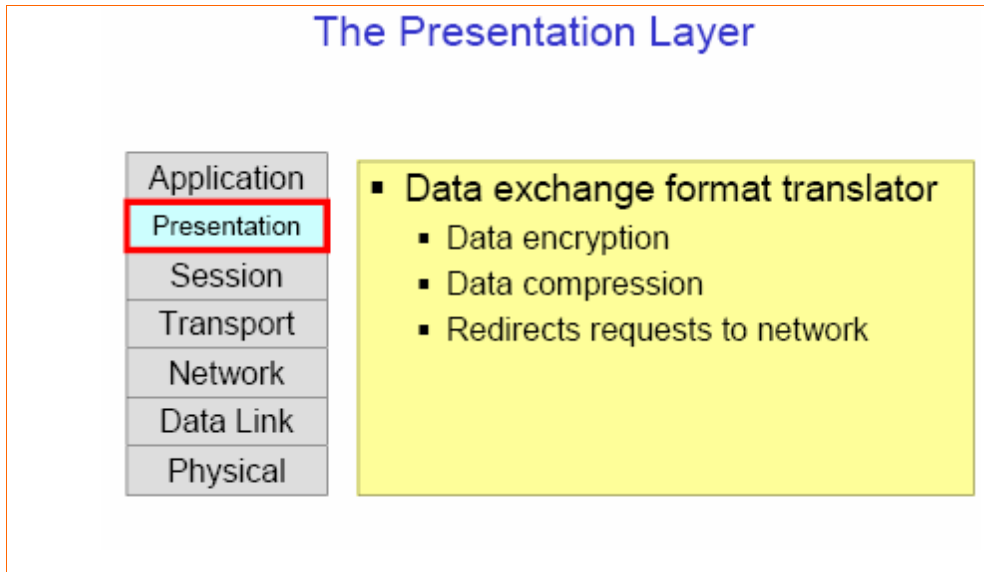 The Presentation Layer
Application
Presentation
Session
Transport
Network
Data Link
Physical
▪ Data exchange format translator
▪ Data encryption
▪ Data compression
▪ Redirects requests to network